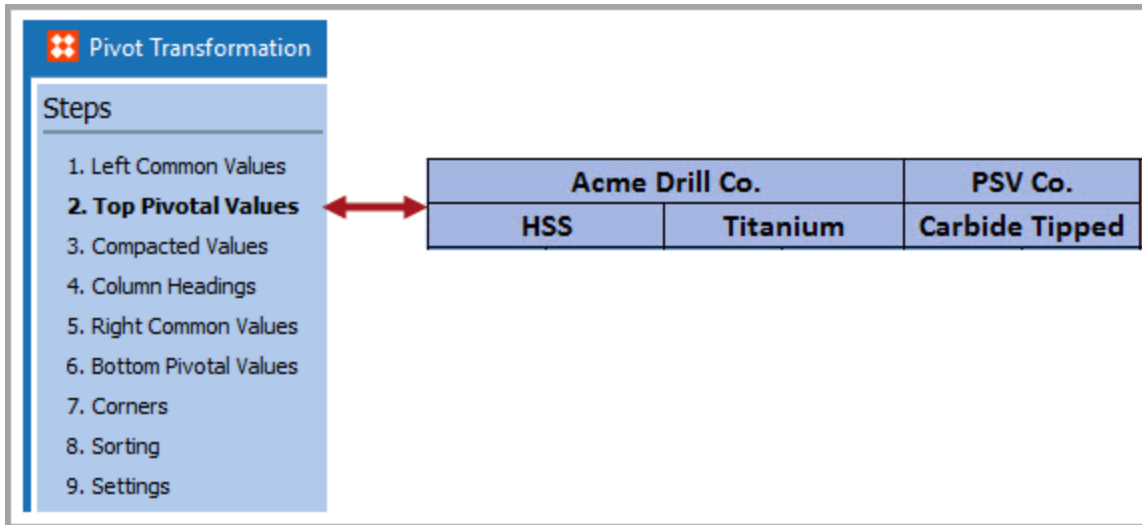 Pivot Transformation
Steps
1. Left Common Values
2. Top Pivotal Values
3. Compacted Values
4. Column Headings
5. Right Common Values
6. Bottom Pivotal Values
7. Corners
8. Sorting
9. Settings
Acme Drill Co. PSV Co.
HSS Titanium Carbide Tipped